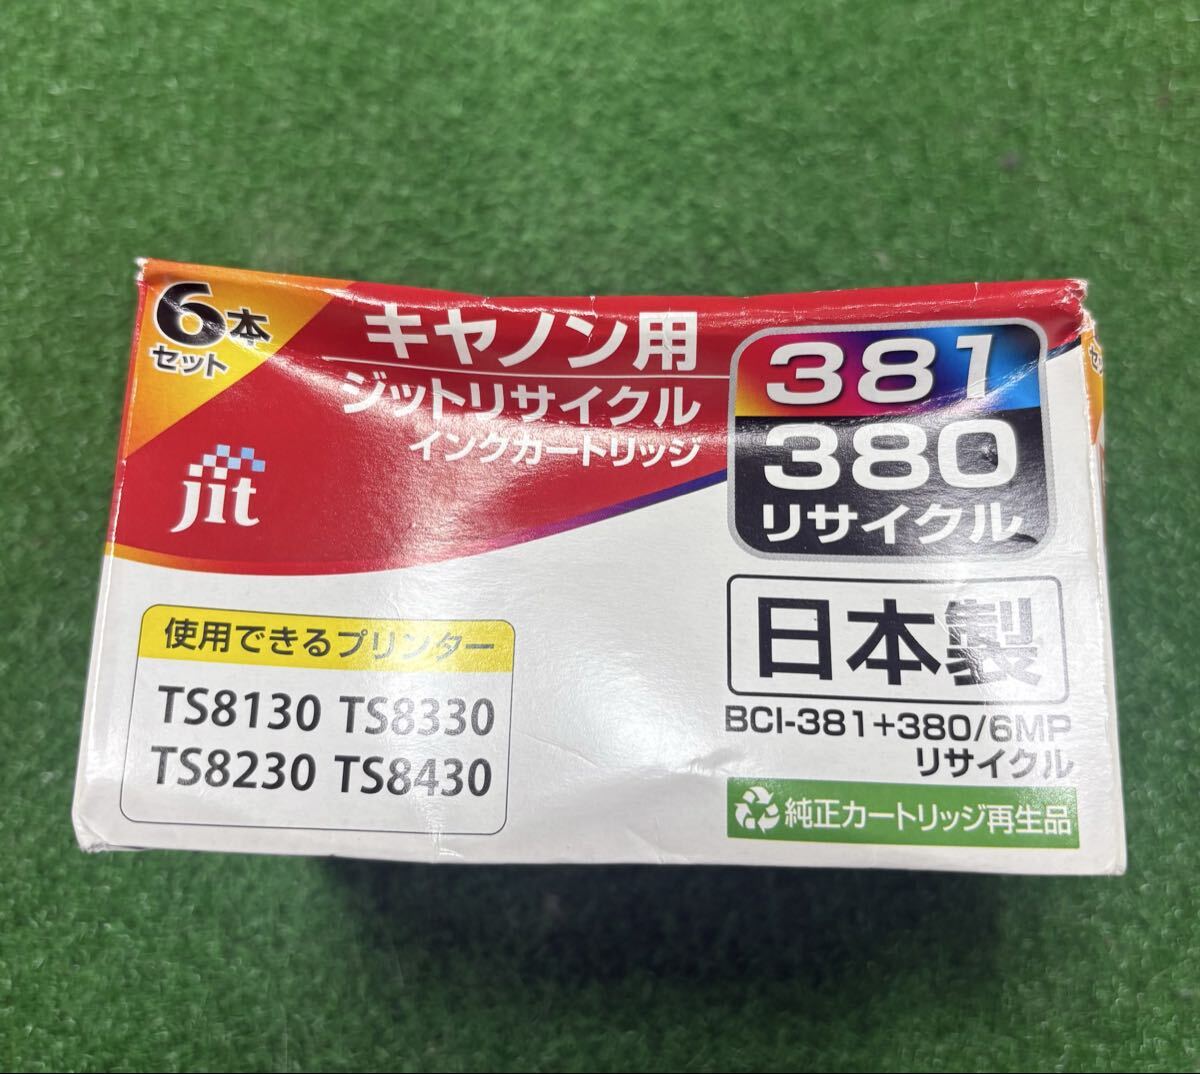 6本
セット
キヤノン用
ジットリサイクル
インクカートリッジ
jit
381
380
リサイクル
日本製
BCI-381+380/6MP
リサイクル
純正カートリッジ再生品
使用できるプリンター
TS8130 TS8330
TS8230 TS8430